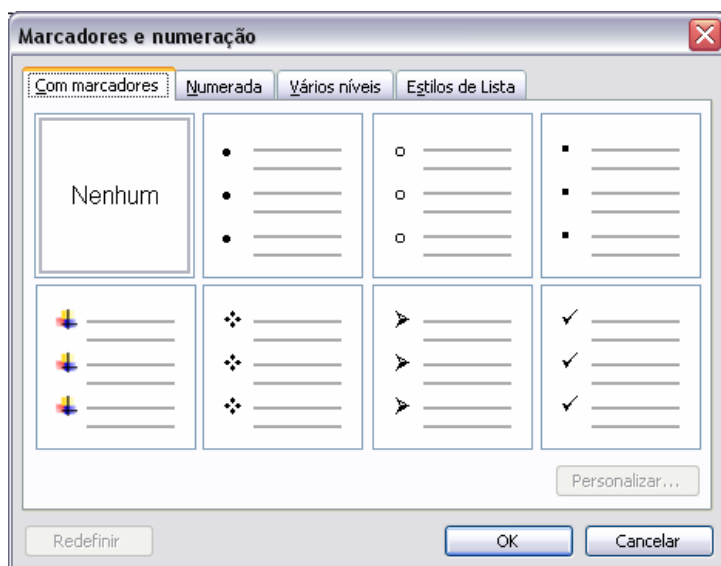 Marcadores e numeração
Com marcadores
Numerada
Vários níveis
Estilos de Lista
Nenhum
Personalizar...
Redefinir
OK
Cancelar